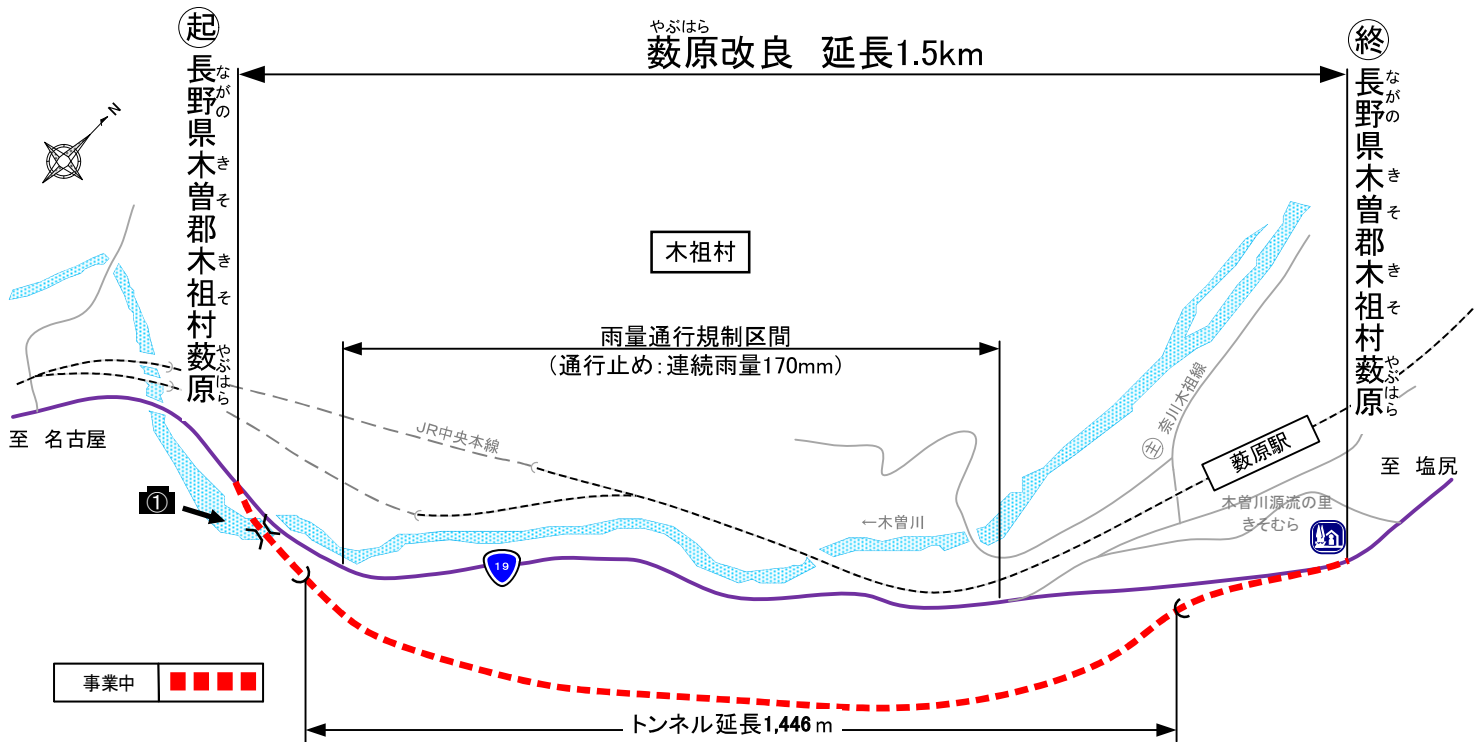 やぶはら
薮原改良 延長1.5km
起
長野県木曽郡木祖村薮原
ながの
きそ
きそ
やぶはら
終
長野県木曽郡木祖村薮原
ながの
きそ
きそ
やぶはら
N
木祖村
雨量通行規制区間
(通行止め:連続雨量170mm)
JR中央本線
至 名古屋
①
←木曽川
19
主 奈川木祖線
薮原駅
至 塩尻
木曽川源流の里
きそむら
事業中
トンネル延長1,446m